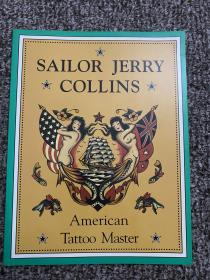 SAILOR JERRY
COLLINS
American
Tattoo Master